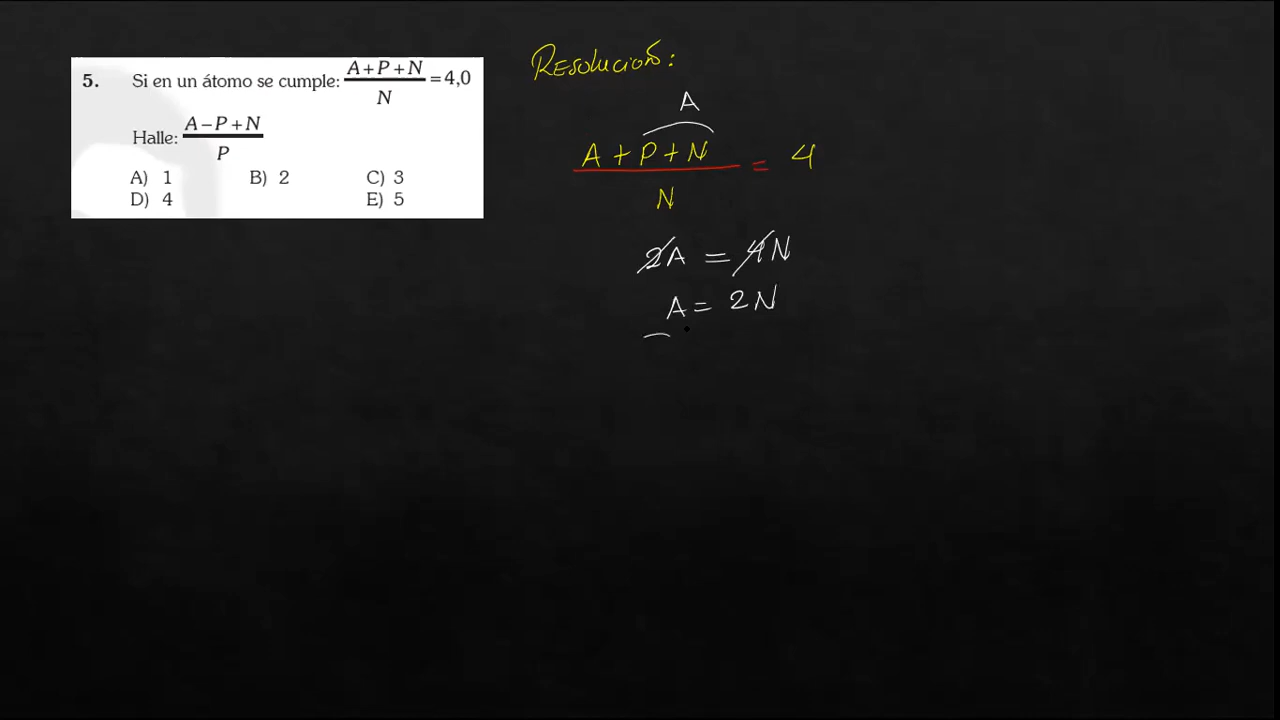 5. Si en un átomo se cumple: A+P+N / N = 4,0
Halle: A−P+N / P
A) 1 B) 2 C) 3
D) 4 E) 5
Resolución:
A
A + P + N / N = 4
2A = 4N
A = 2N